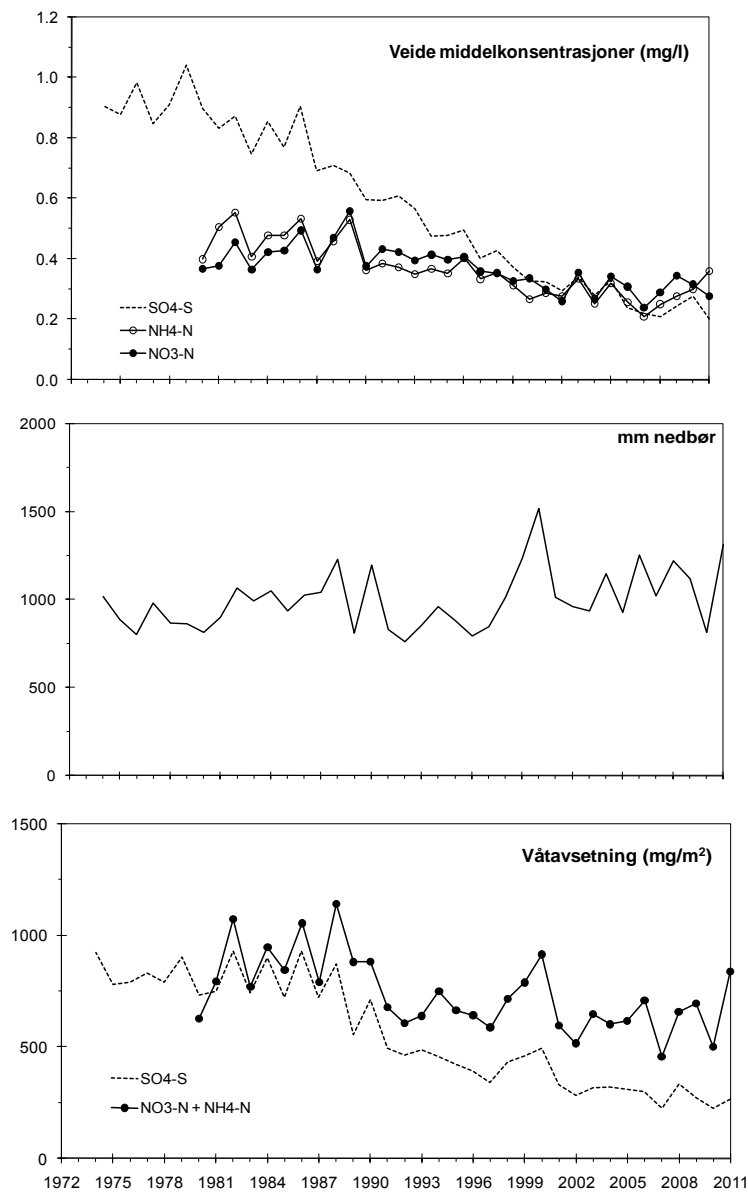 Veide middelkonsentrasjoner (mg/l)
1.2
1.0
0.8
0.6
0.4
0.2
0.0
SO4-S
NH4-N
NO3-N
mm nedbør
2000
1500
1000
500
0
Våtavsetning (mg/m²)
1500
1000
500
0
SO4-S
NO3-N + NH4-N
1972 1975 1978 1981 1984 1987 1990 1993 1996 1999 2002 2005 2008 2011